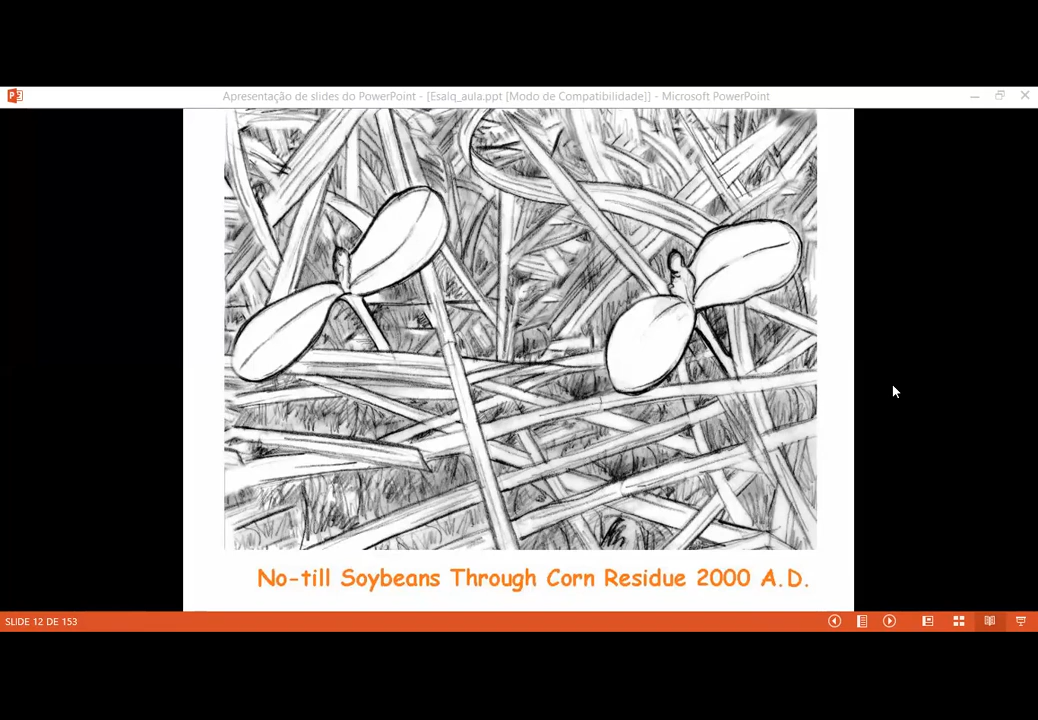 Apresentação de slides do PowerPoint - [Esalq_aula.ppt [Modo de Compatibilidade]] - Microsoft PowerPoint
No-till Soybeans Through Corn Residue 2000 A.D.
SLIDE 12 DE 153